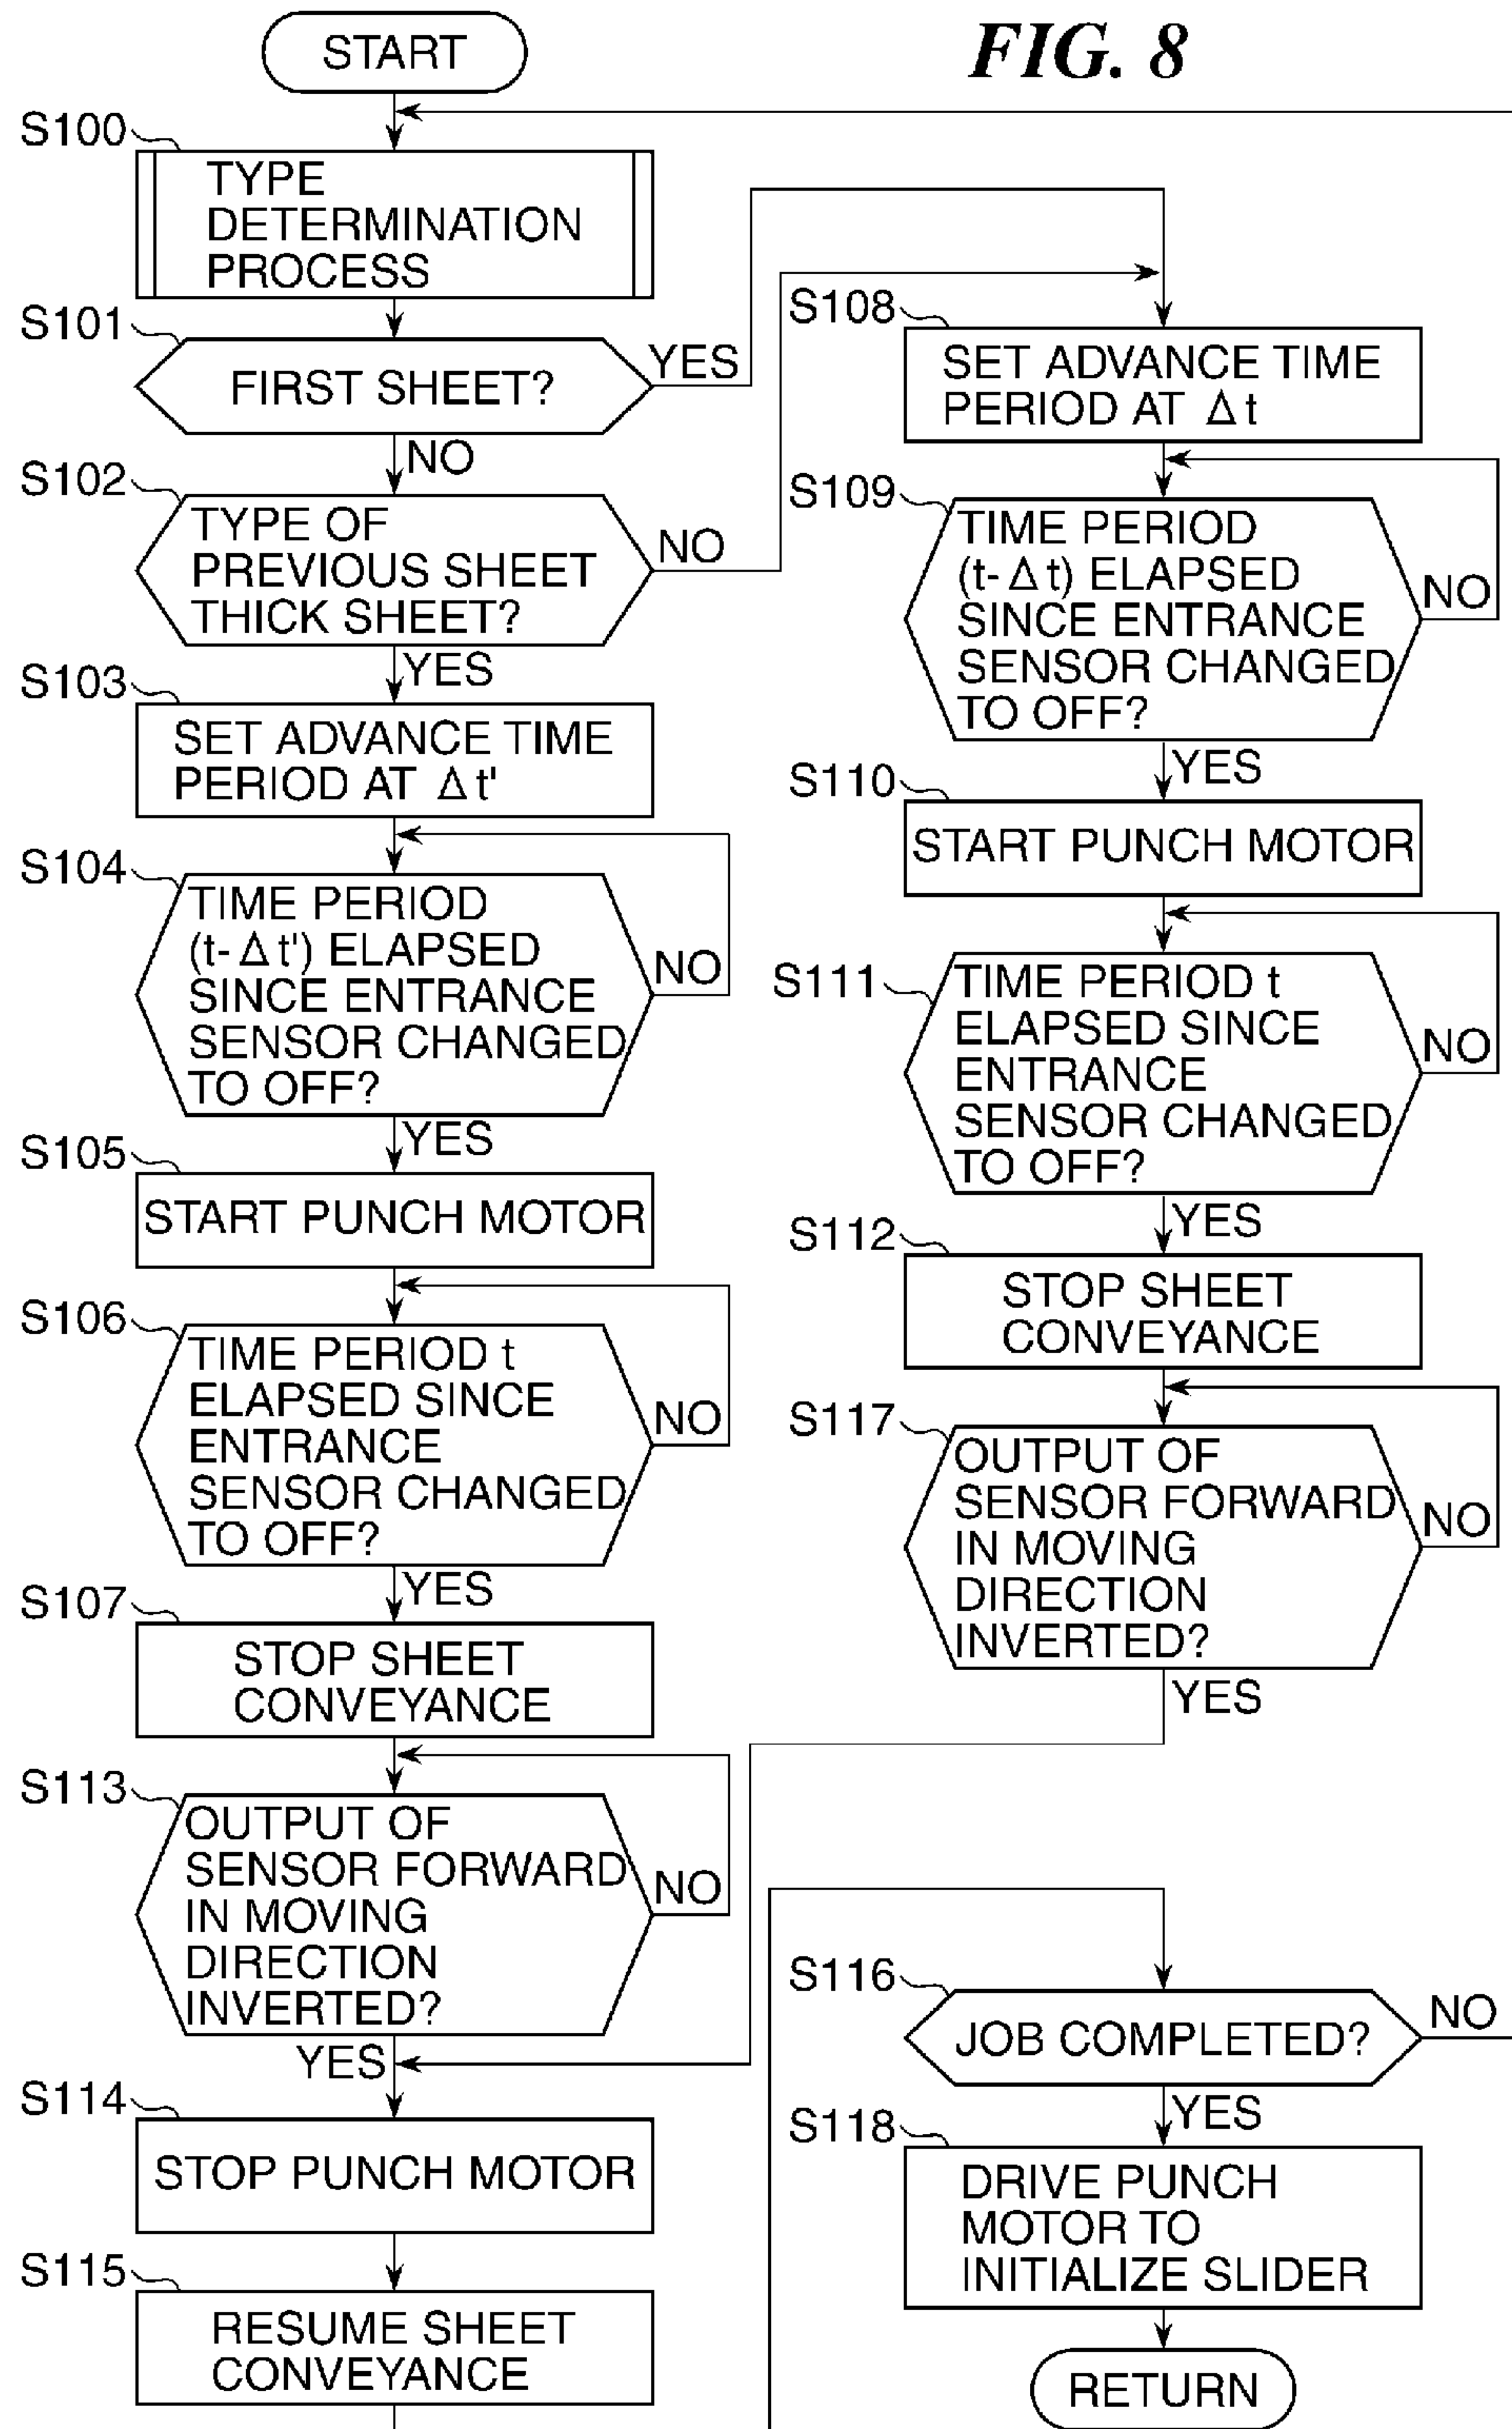 FIG. 8
START
S100
TYPE
DETERMINATION
PROCESS
S101
FIRST SHEET?
YES
NO
S102
TYPE OF
PREVIOUS SHEET
THICK SHEET?
NO
YES
S103
SET ADVANCE TIME
PERIOD AT Δt'
S104
TIME PERIOD
(t-Δt') ELAPSED
SINCE ENTRANCE
SENSOR CHANGED
TO OFF?
NO
YES
S105
START PUNCH MOTOR
S106
TIME PERIOD t
ELAPSED SINCE
ENTRANCE
SENSOR CHANGED
TO OFF?
NO
YES
S107
STOP SHEET
CONVEYANCE
S113
OUTPUT OF
SENSOR FORWARD
IN MOVING
DIRECTION
INVERTED?
NO
YES
S114
STOP PUNCH MOTOR
S115
RESUME SHEET
CONVEYANCE
S108
SET ADVANCE TIME
PERIOD AT Δt
S109
TIME PERIOD
(t-Δt) ELAPSED
SINCE ENTRANCE
SENSOR CHANGED
TO OFF?
NO
YES
S110
START PUNCH MOTOR
S111
TIME PERIOD t
ELAPSED SINCE
ENTRANCE
SENSOR CHANGED
TO OFF?
NO
YES
S112
STOP SHEET
CONVEYANCE
S117
OUTPUT OF
SENSOR FORWARD
IN MOVING
DIRECTION
INVERTED?
NO
YES
S116
JOB COMPLETED?
NO
YES
S118
DRIVE PUNCH
MOTOR TO
INITIALIZE SLIDER
RETURN